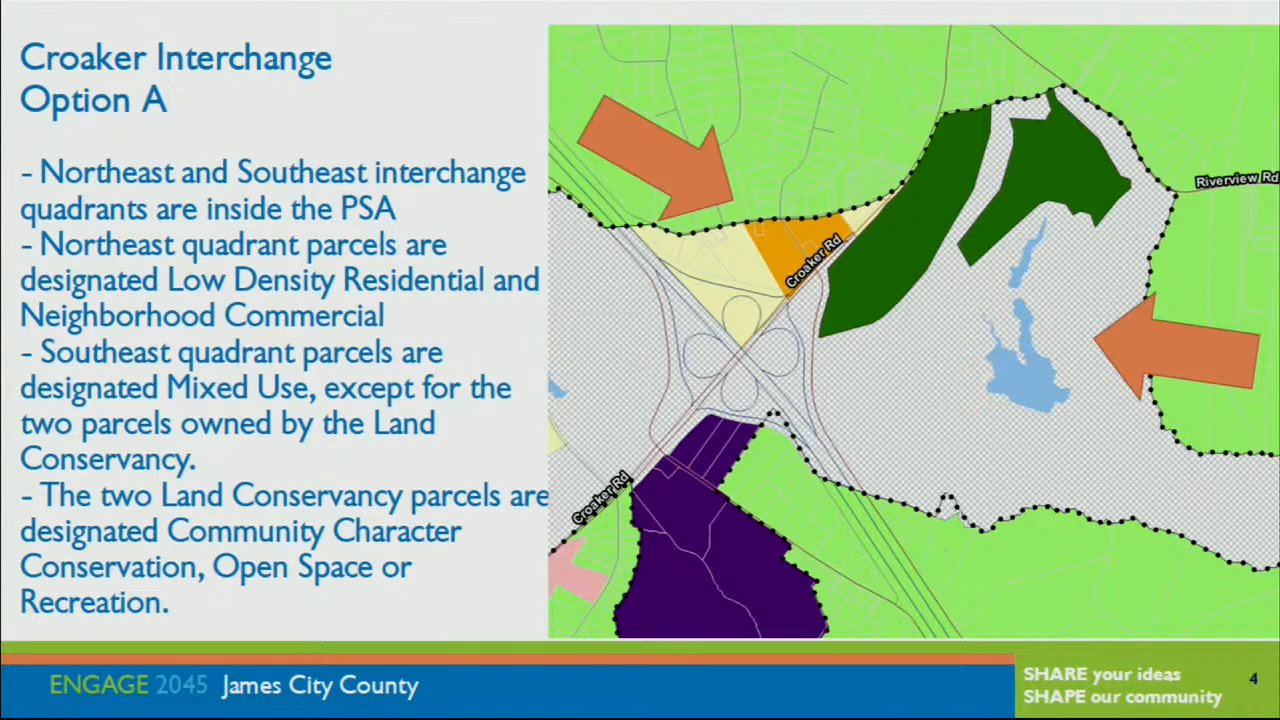 Croaker Interchange
Option A
- Northeast and Southeast interchange
quadrants are inside the PSA
- Northeast quadrant parcels are
designated Low Density Residential and
Neighborhood Commercial
- Southeast quadrant parcels are
designated Mixed Use, except for the
two parcels owned by the Land
Conservancy.
- The two Land Conservancy parcels are
designated Community Character
Conservation, Open Space or
Recreation.
Riverview Rd
Croaker Rd
Croaker Rd
ENGAGE 2045 James City County
SHARE your ideas
SHAPE our community
4